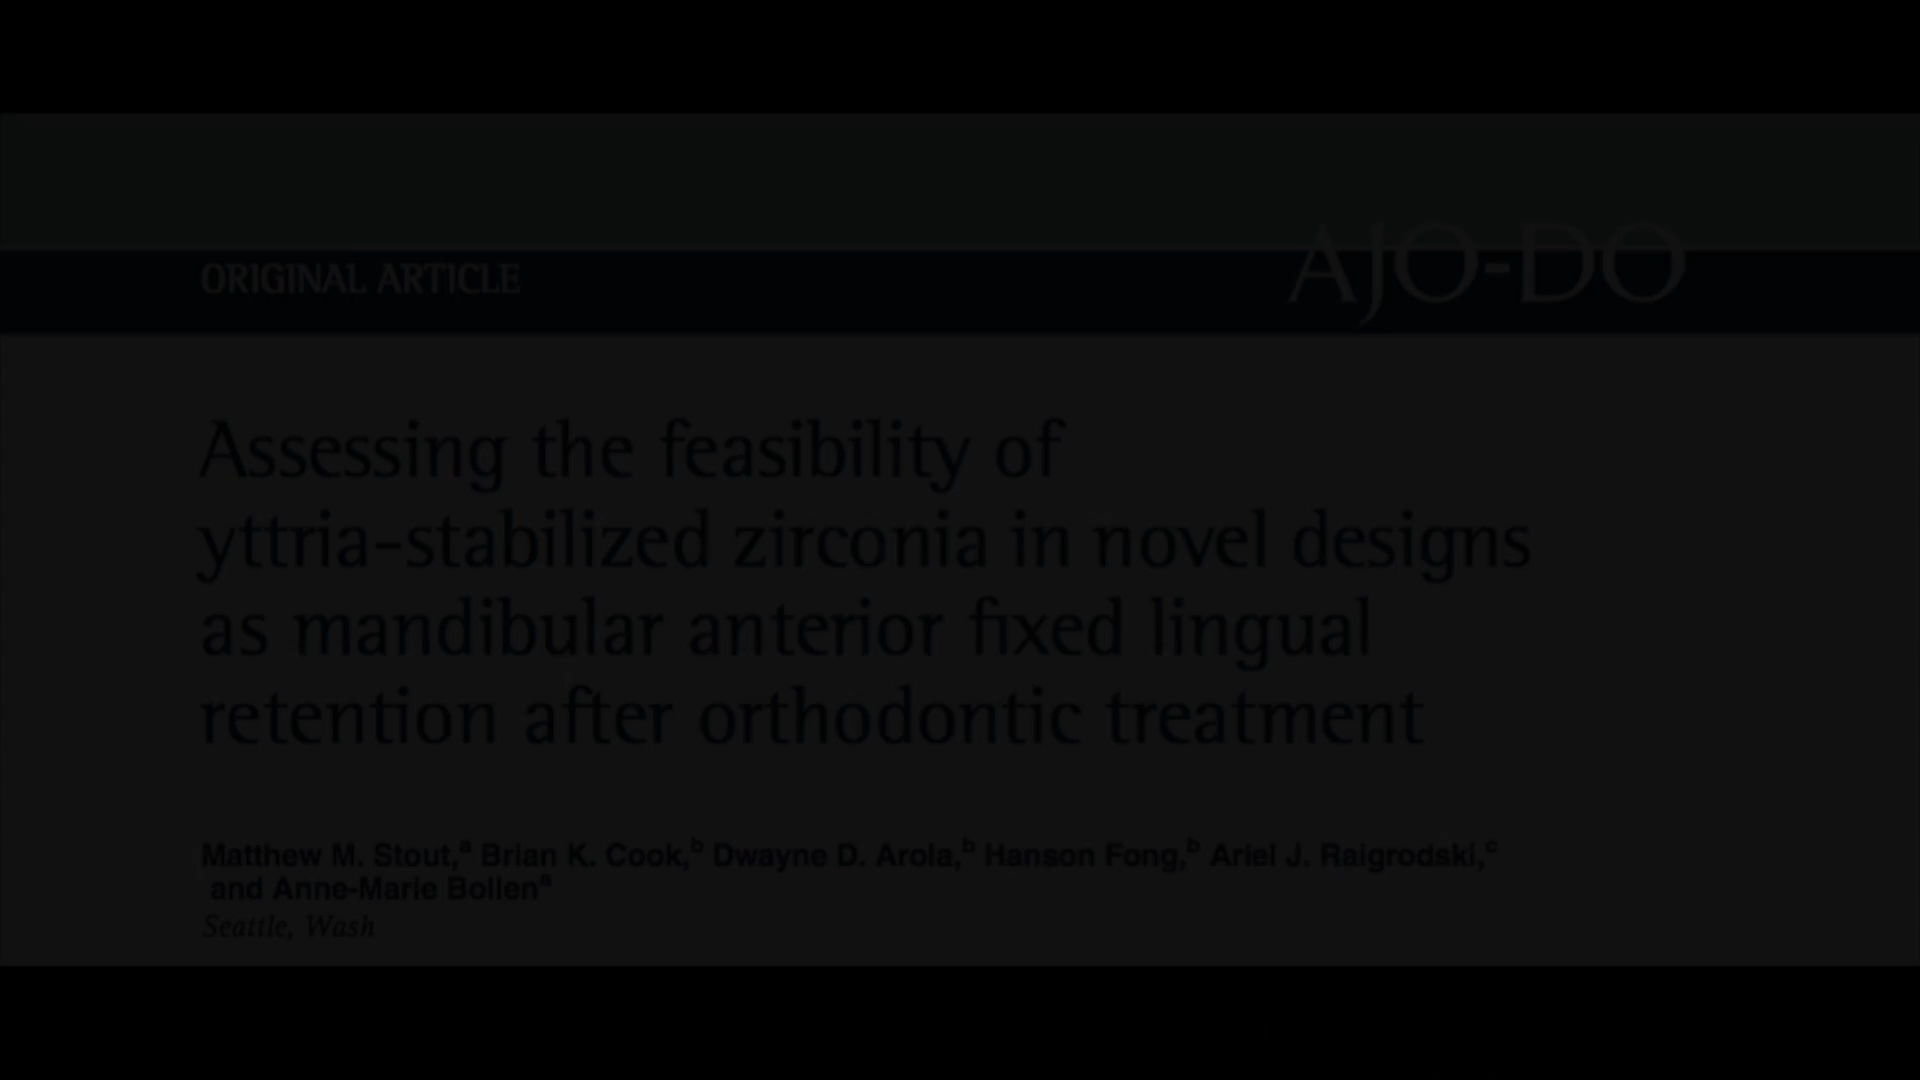 ORIGINAL ARTICLE
AJO-DO
Assessing the feasibility of
yttria-stabilized zirconia in novel designs
as mandibular anterior fixed lingual
retention after orthodontic treatment
Matthew M. Stout,ᵃ Brian K. Cook,ᵇ Dwayne D. Arola,ᵇ Hanson Fong,ᵇ Ariel J. Raigrodski,ᶜ
and Anne-Marie Bollenᵃ
Seattle, Wash